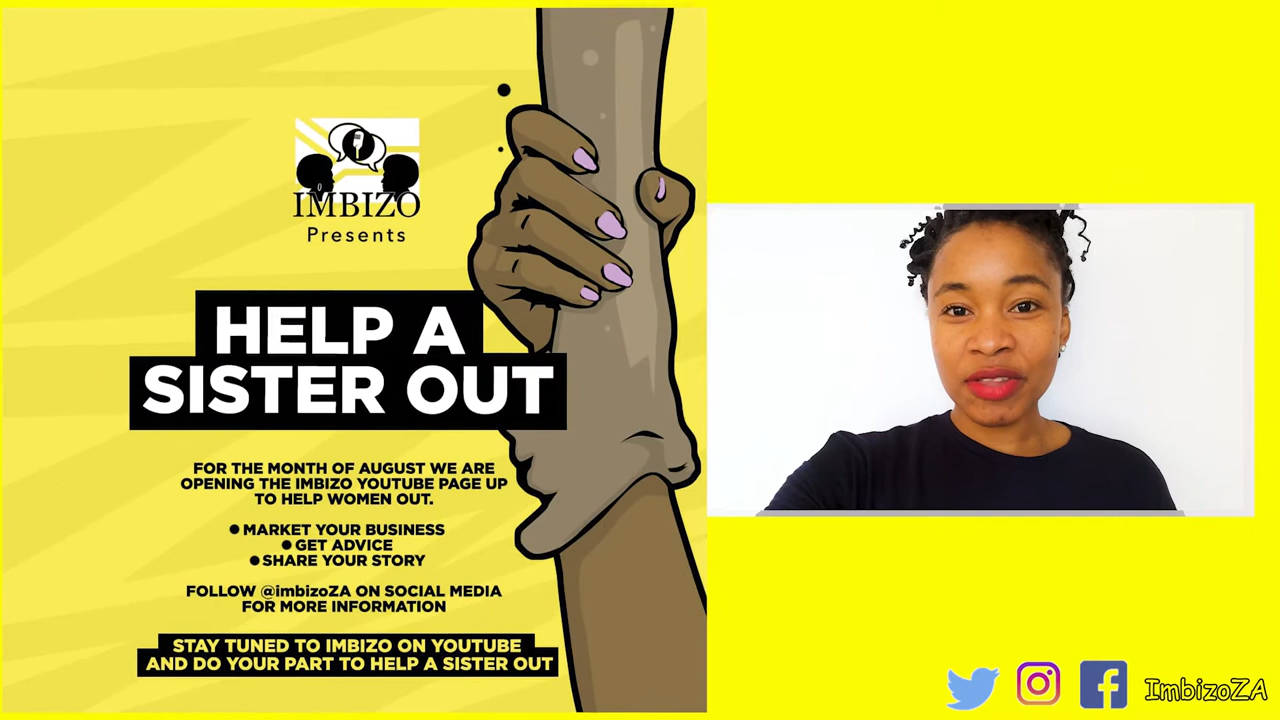 IMBIZO
Presents
HELP A
SISTER OUT
FOR THE MONTH OF AUGUST WE ARE
OPENING THE IMBIZO YOUTUBE PAGE UP
TO HELP WOMEN OUT.
● MARKET YOUR BUSINESS
● GET ADVICE
● SHARE YOUR STORY
FOLLOW @imbizoZA ON SOCIAL MEDIA
FOR MORE INFORMATION
STAY TUNED TO IMBIZO ON YOUTUBE
AND DO YOUR PART TO HELP A SISTER OUT
ImbizoZA